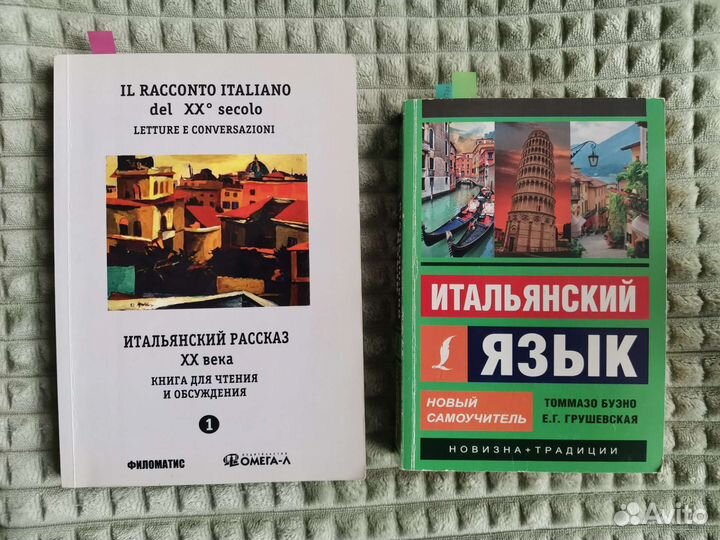 IL RACCONTO ITALIANO
del XX° secolo
LETTURE E CONVERSAZIONI
ИТАЛЬЯНСКИЙ РАССКАЗ
XX века
КНИГА ДЛЯ ЧТЕНИЯ
И ОБСУЖДЕНИЯ
1
ФИЛОМАТИС
ИЗДАТЕЛЬСТВО
ОМЕГА-Л
ИТАЛЬЯНСКИЙ
ЯЗЫК
НОВЫЙ
САМОУЧИТЕЛЬ
ТОММАЗО БУЭНО
Е.Г. ГРУШЕВСКАЯ
НОВИЗНА+ТРАДИЦИИ
Avito